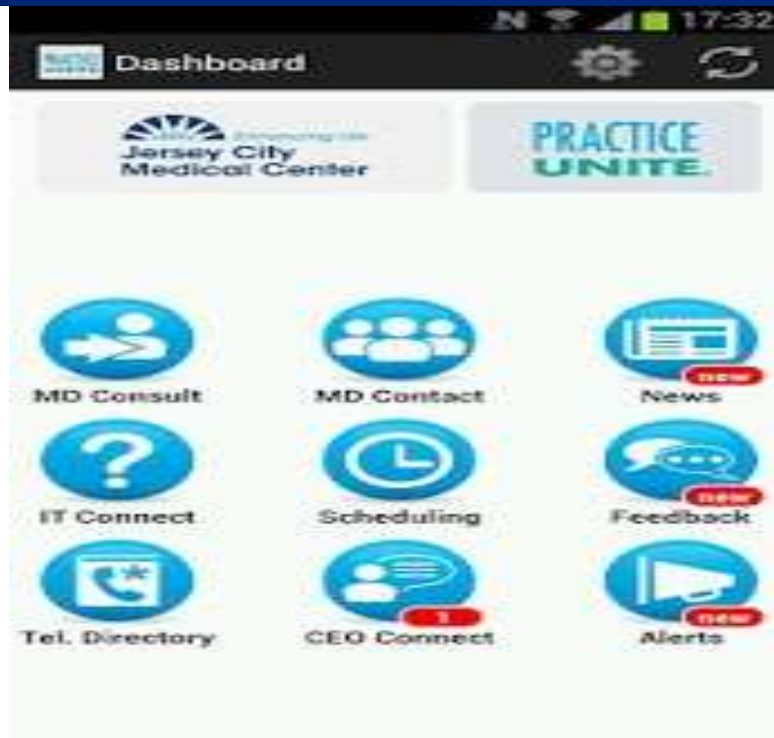 17:32
Dashboard
Jersey City
Medical Center
PRACTICE
UNITE.
MD Consult
MD Contact
News
new
IT Connect
Scheduling
Feedback
new
Tel. Directory
CEO Connect
1
Alerts
new